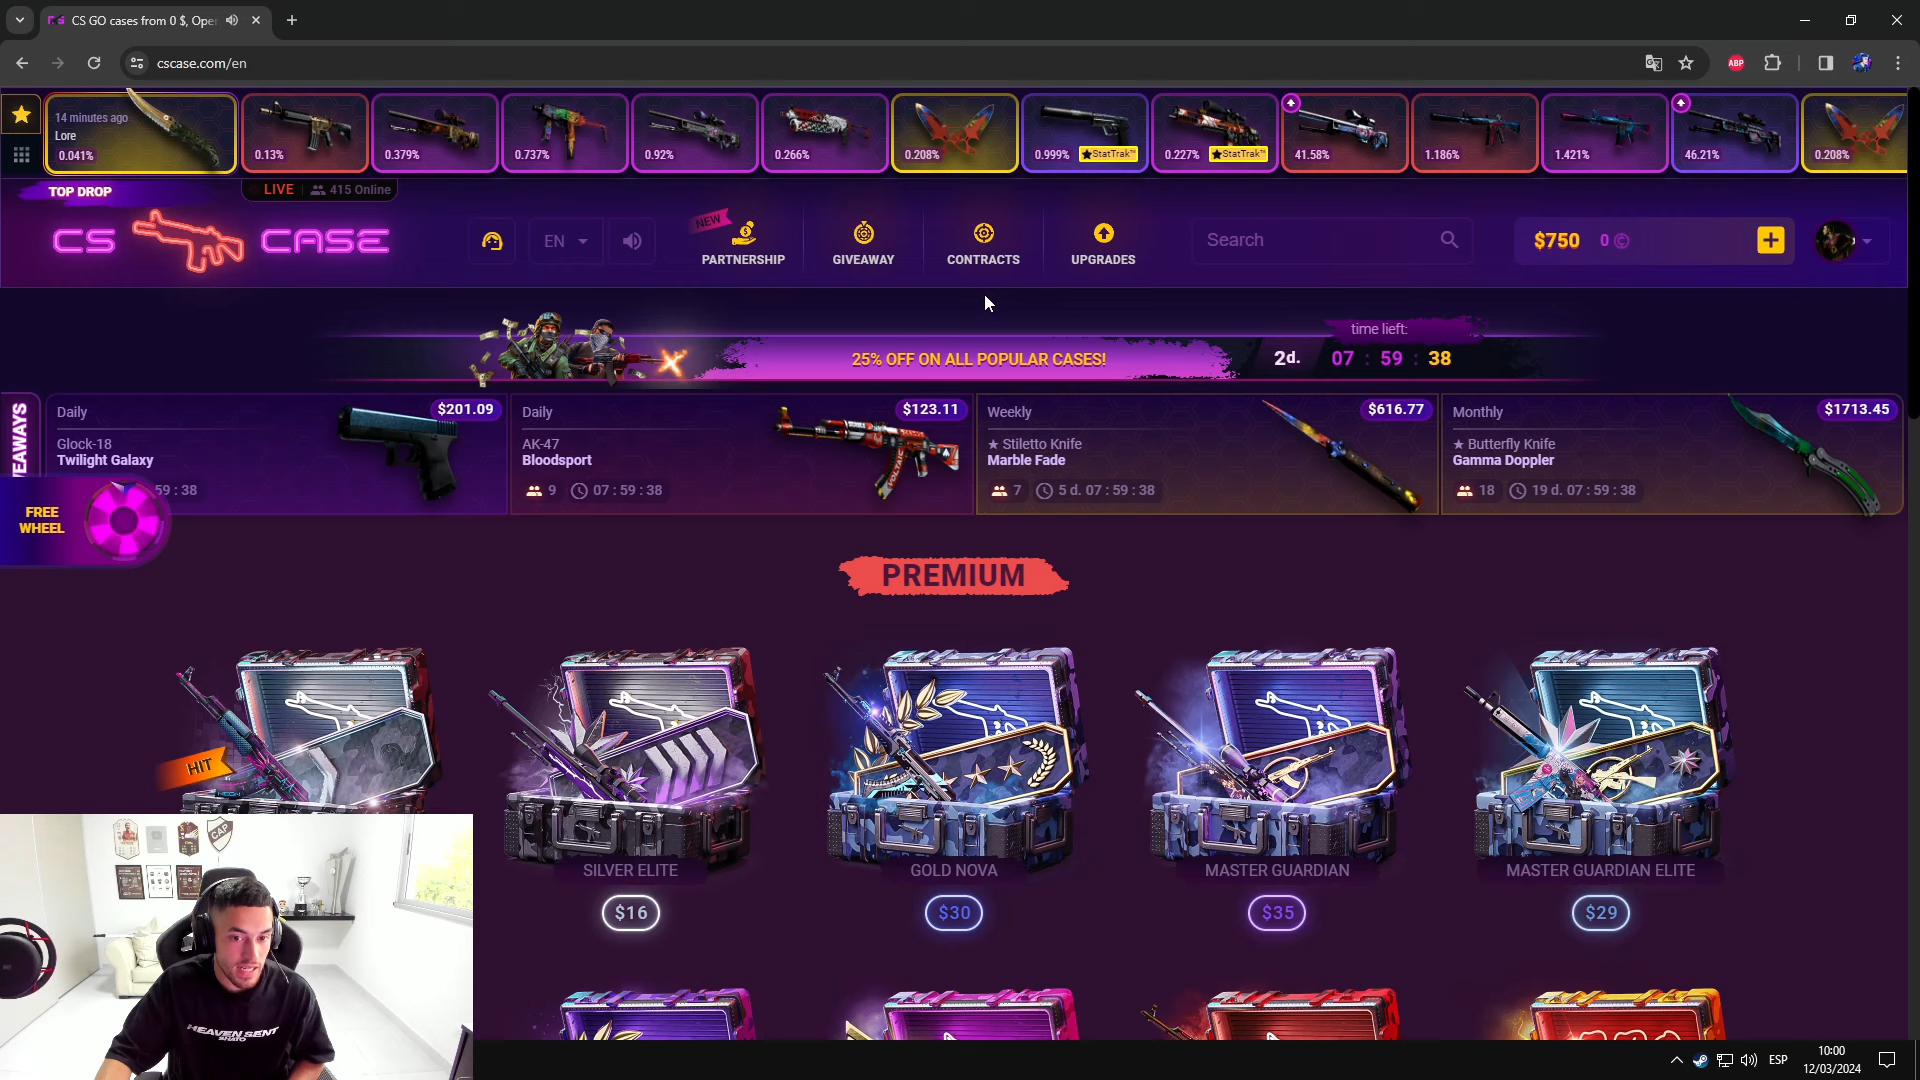 CS GO cases from 0 $, Ope
cscase.com/en
ABP
14 minutes ago
Lore
0.041%
0.13%
0.379%
0.737%
0.92%
0.266%
0.208%
0.999%
★StatTrak™
0.227%
★StatTrak™
41.58%
1.186%
1.421%
46.21%
0.208%
TOP DROP
LIVE
415 Online
CS CASE
EN
NEW
PARTNERSHIP
GIVEAWAY
CONTRACTS
UPGRADES
Search
$750
0
25% OFF ON ALL POPULAR CASES!
time lieft:
2d. 07 : 59 : 38
VEAWAYS
Daily
$201.09
Glock-18
Twilight Galaxy
59 : 38
Daily
$123.11
AK-47
Bloodsport
9
07 : 59 : 38
Weekly
$616.77
★ Stiletto Knife
Marble Fade
7
5 d. 07 : 59 : 38
Monthly
$1713.45
★ Butterfly Knife
Gamma Doppler
18
19 d. 07 : 59 : 38
FREE
WHEEL
PREMIUM
HIT
SILVER ELITE
$16
GOLD NOVA
$30
MASTER GUARDIAN
$35
MASTER GUARDIAN ELITE
$29
CAP
HEAVEN SENT
ESP
10:00
12/03/2024